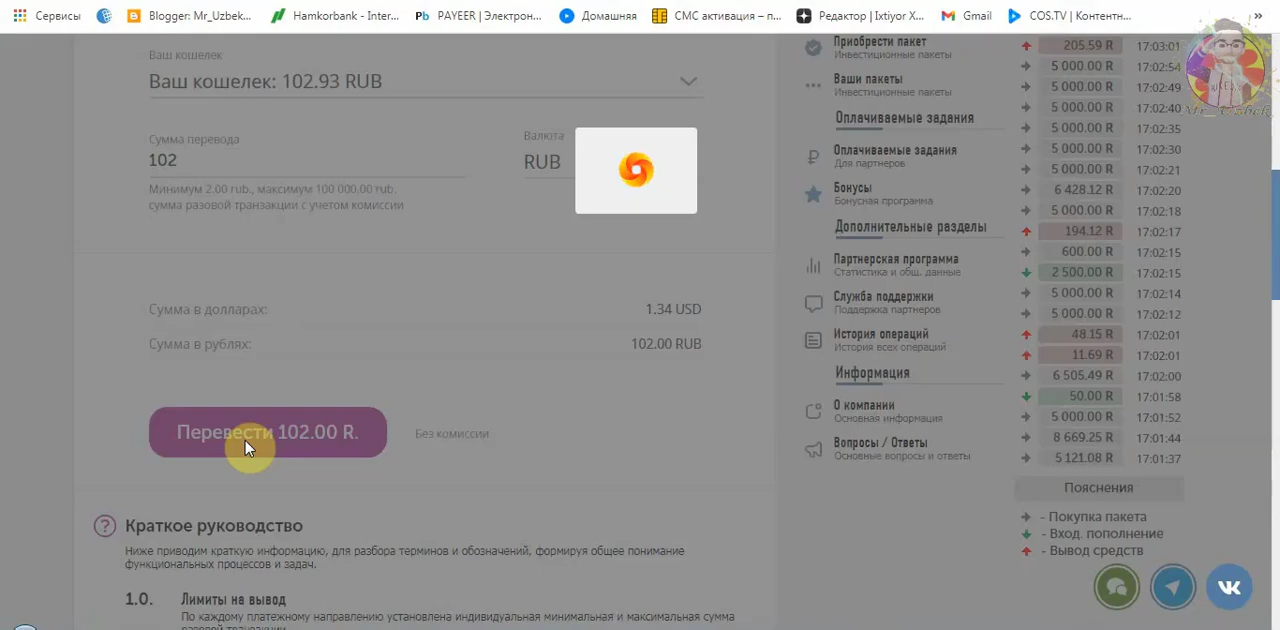 Сервисы
Blogger: Mr_Uzbek...
Hamkorbank - Inter...
Pb PAYEER | Электрон...
Домашняя
СМС активация – п...
Редактор | Ixtiyor X...
Gmail
COS.TV | Контентн...
»
Ваш кошелек
Ваш кошелек: 102.93 RUB
Сумма перевода
102
Валюта
RUB
Минимум 2.00 rub., максимум 100 000.00 rub.
сумма разовой транзакции с учетом комиссии
Сумма в долларах: 1.34 USD
Сумма в рублях: 102.00 RUB
Перевести 102.00 R.
Без комиссии
? Краткое руководство
Ниже приводим краткую информацию, для разбора терминов и обозначений, формируя общее понимание
функциональных процессов и задач.
1.0. Лимиты на вывод
По каждому платежному направлению установлена индивидуальная минимальная и максимальная сумма
разовой транзакции
Приобрести пакет
Инвестиционные пакеты
Ваши пакеты
Инвестиционные пакеты
Оплачиваемые задания
Оплачиваемые задания
Для партнеров
Бонусы
Бонусная программа
Дополнительные разделы
Партнерская программа
Статистика и общ. данные
Служба поддержки
Поддержка партнеров
История операций
История всех операций
Информация
О компании
Основная информация
Вопросы / Ответы
Основные вопросы и ответы
205.59 R 17:03:01
5 000.00 R 17:02:54
5 000.00 R 17:02:49
5 000.00 R 17:02:40
5 000.00 R 17:02:35
5 000.00 R 17:02:30
5 000.00 R 17:02:21
6 428.12 R 17:02:20
5 000.00 R 17:02:18
194.12 R 17:02:17
600.00 R 17:02:15
2 500.00 R 17:02:15
5 000.00 R 17:02:14
5 000.00 R 17:02:12
48.15 R 17:02:01
11.69 R 17:02:01
6 505.49 R 17:02:00
50.00 R 17:01:58
5 000.00 R 17:01:52
8 669.25 R 17:01:44
5 121.08 R 17:01:37
Пояснения
- Покупка пакета
- Вход. пополнение
- Вывод средств
Mr_Uzbek